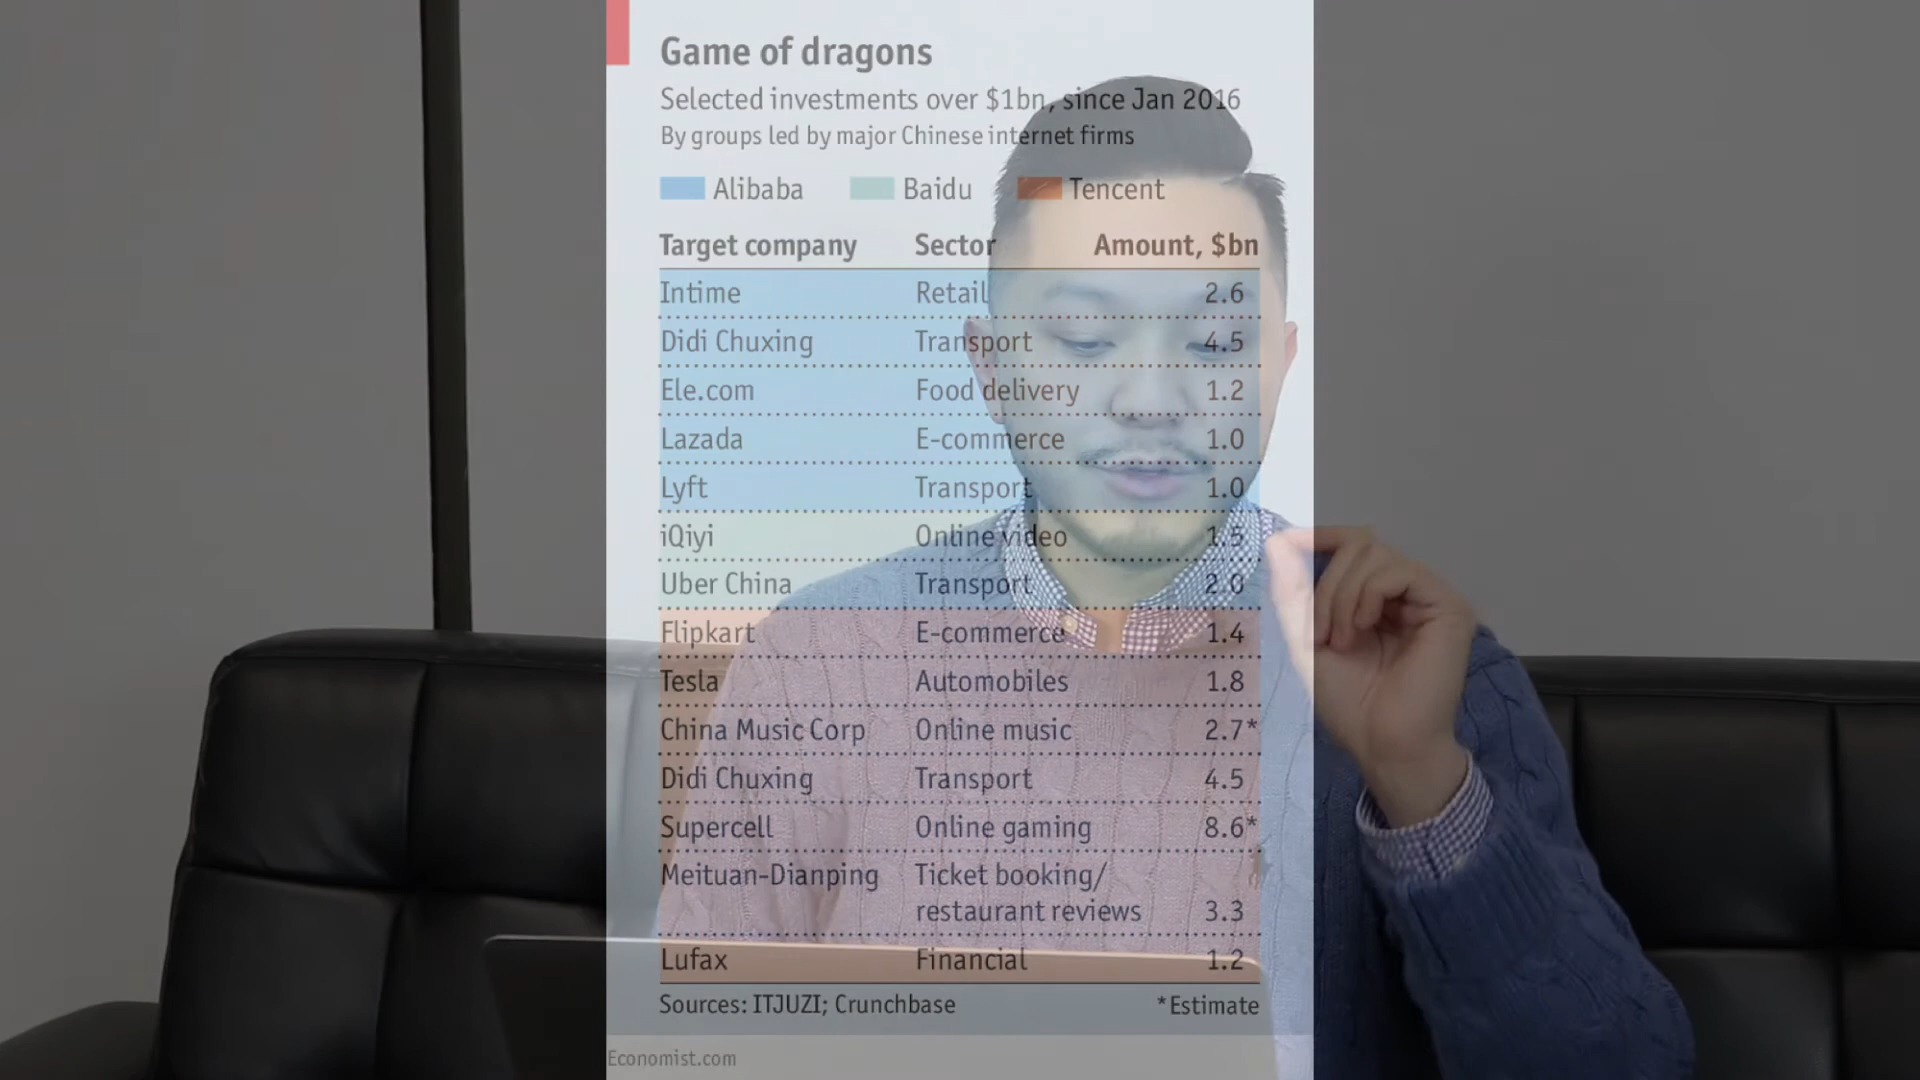 Game of dragons
Selected investments over $1bn, since Jan 2016
By groups led by major Chinese internet firms
Alibaba Baidu Tencent
Target company Sector Amount, $bn
Intime Retail 2.6
Didi Chuxing Transport 4.5
Ele.com Food delivery 1.2
Lazada E-commerce 1.0
Lyft Transport 1.0
iQiyi Online video 1.5
Uber China Transport 2.0
Flipkart E-commerce 1.4
Tesla Automobiles 1.8
China Music Corp Online music 2.7*
Didi Chuxing Transport 4.5
Supercell Online gaming 8.6*
Meituan-Dianping Ticket booking/
restaurant reviews 3.3
Lufax Financial 1.2
Sources: ITJUZI; Crunchbase *Estimate
Economist.com